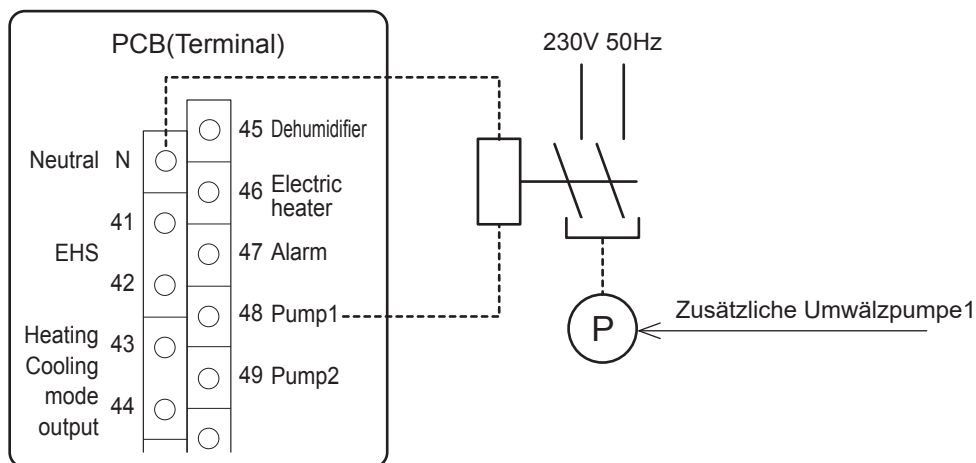 PCB(Terminal)
230V 50Hz
45 Dehumidifier
Neutral N
46 Electric
heater
41
EHS
47 Alarm
42
48 Pump1
Zusätzliche Umwälzpumpe1
P
Heating
43
Cooling
49 Pump2
mode
44
output